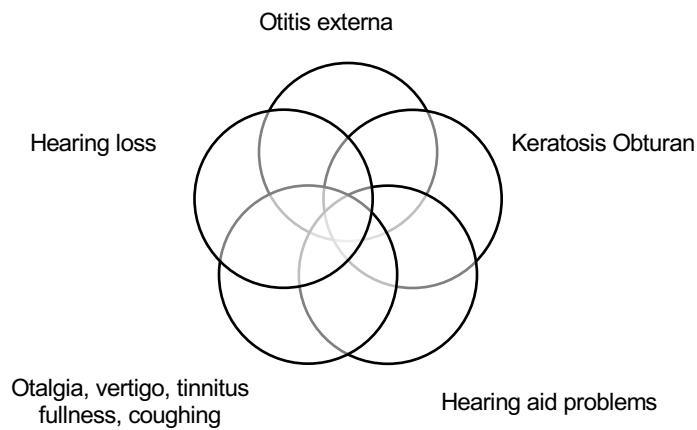 Otitis externa
Hearing loss
Keratosis Obturan
Otalgia, vertigo, tinnitus
fullness, coughing
Hearing aid problems